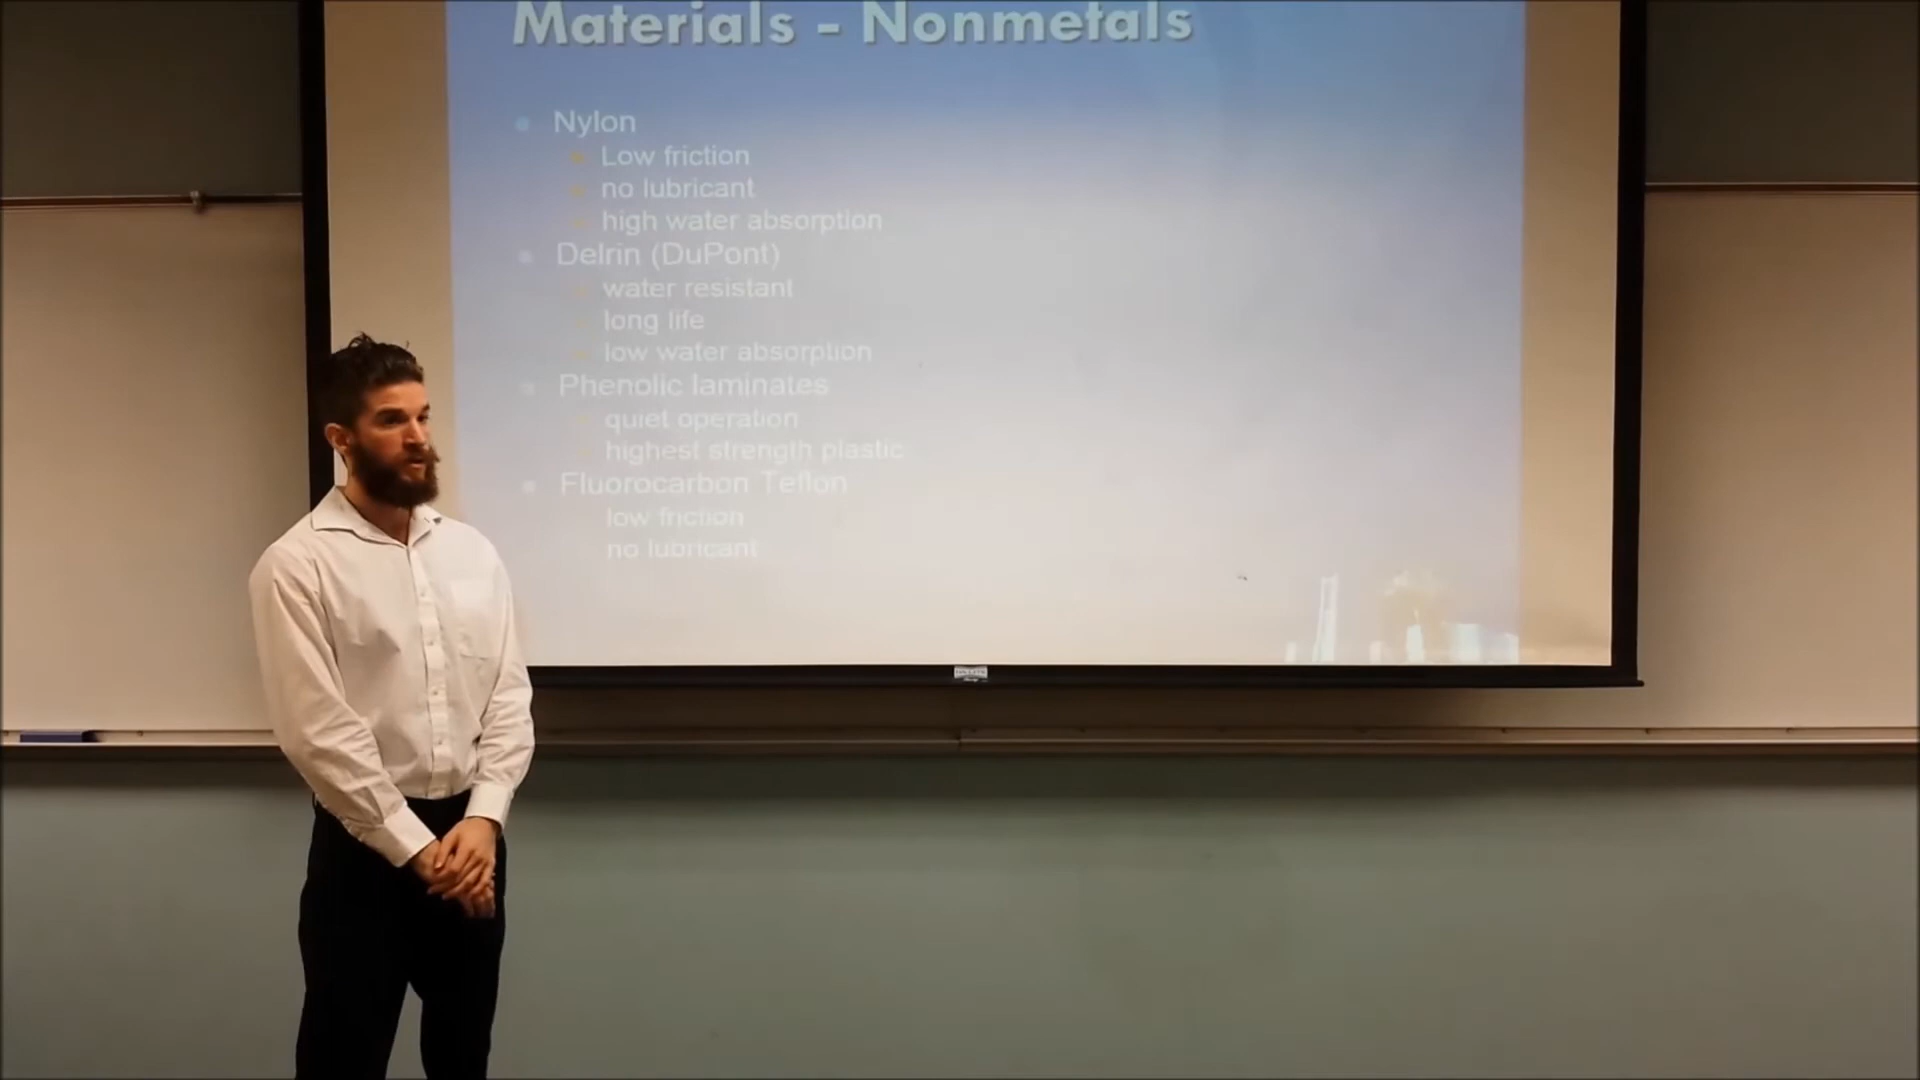 Materials - Nonmetals
Nylon
Low friction
no lubricant
high water absorption
Delrin (DuPont)
water resistant
long life
low water absorption
Phenolic laminates
quiet operation
highest strength plastic
Fluorocarbon Teflon
low friction
no lubricant